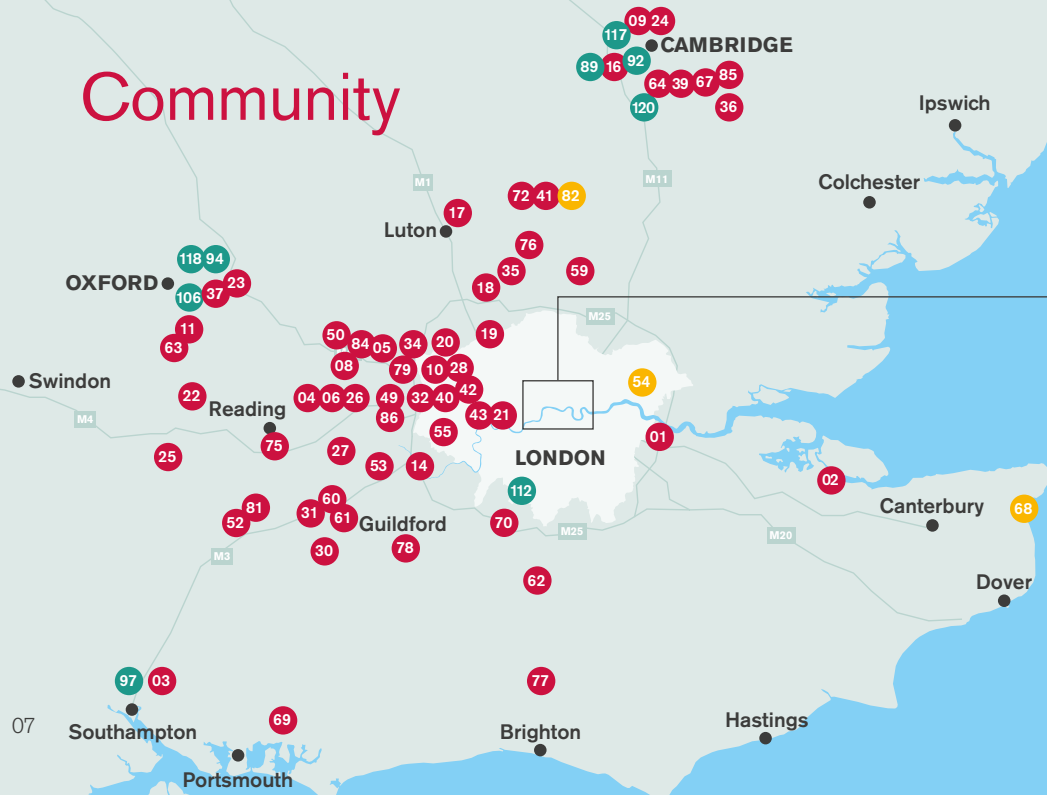 09 24
117
CAMBRIDGE
89 16 92
64 39 67 85
120
36
Community
Ipswich
M1
M11
Colchester
72 41 82
17
Luton
76
118 94
35
59
OXFORD
23
106 37
18
M25
11
63
50
84 05 34 20
19
08
79 10 28
Swindon
22
04 06 26 49 32 40 42
54
Reading
86
43 21
M4
55
01
75
25
27
53 14
LONDON
02
112
81
60
Canterbury
68
52
31 61 Guildford
70
M25
M20
M3
30
78
62
Dover
97 03
77
07
Southampton
69
Brighton
Hastings
Portsmouth